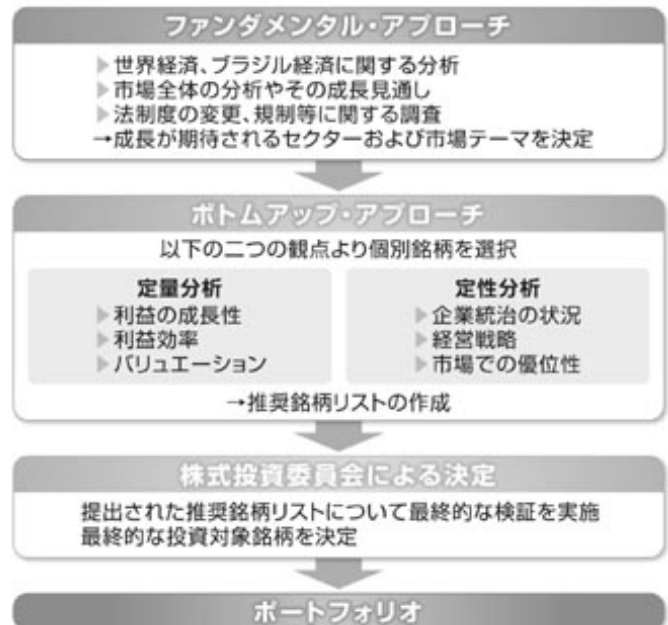 ファンダメンタル・アプローチ
▶世界経済、ブラジル経済に関する分析
▶市場全体の分析やその成長見通し
▶法制度の変更、規制等に関する調査
→成長が期待されるセクターおよび市場テーマを決定
ボトムアップ・アプローチ
以下の二つの観点より個別銘柄を選択
定量分析
▶利益の成長性
▶利益効率
▶バリュエーション
定性分析
▶企業統治の状況
▶経営戦略
▶市場での優位性
→推奨銘柄リストの作成
株式投資委員会による決定
提出された推奨銘柄リストについて最終的な検証を実施
最終的な投資対象銘柄を決定
ポートフォリオ